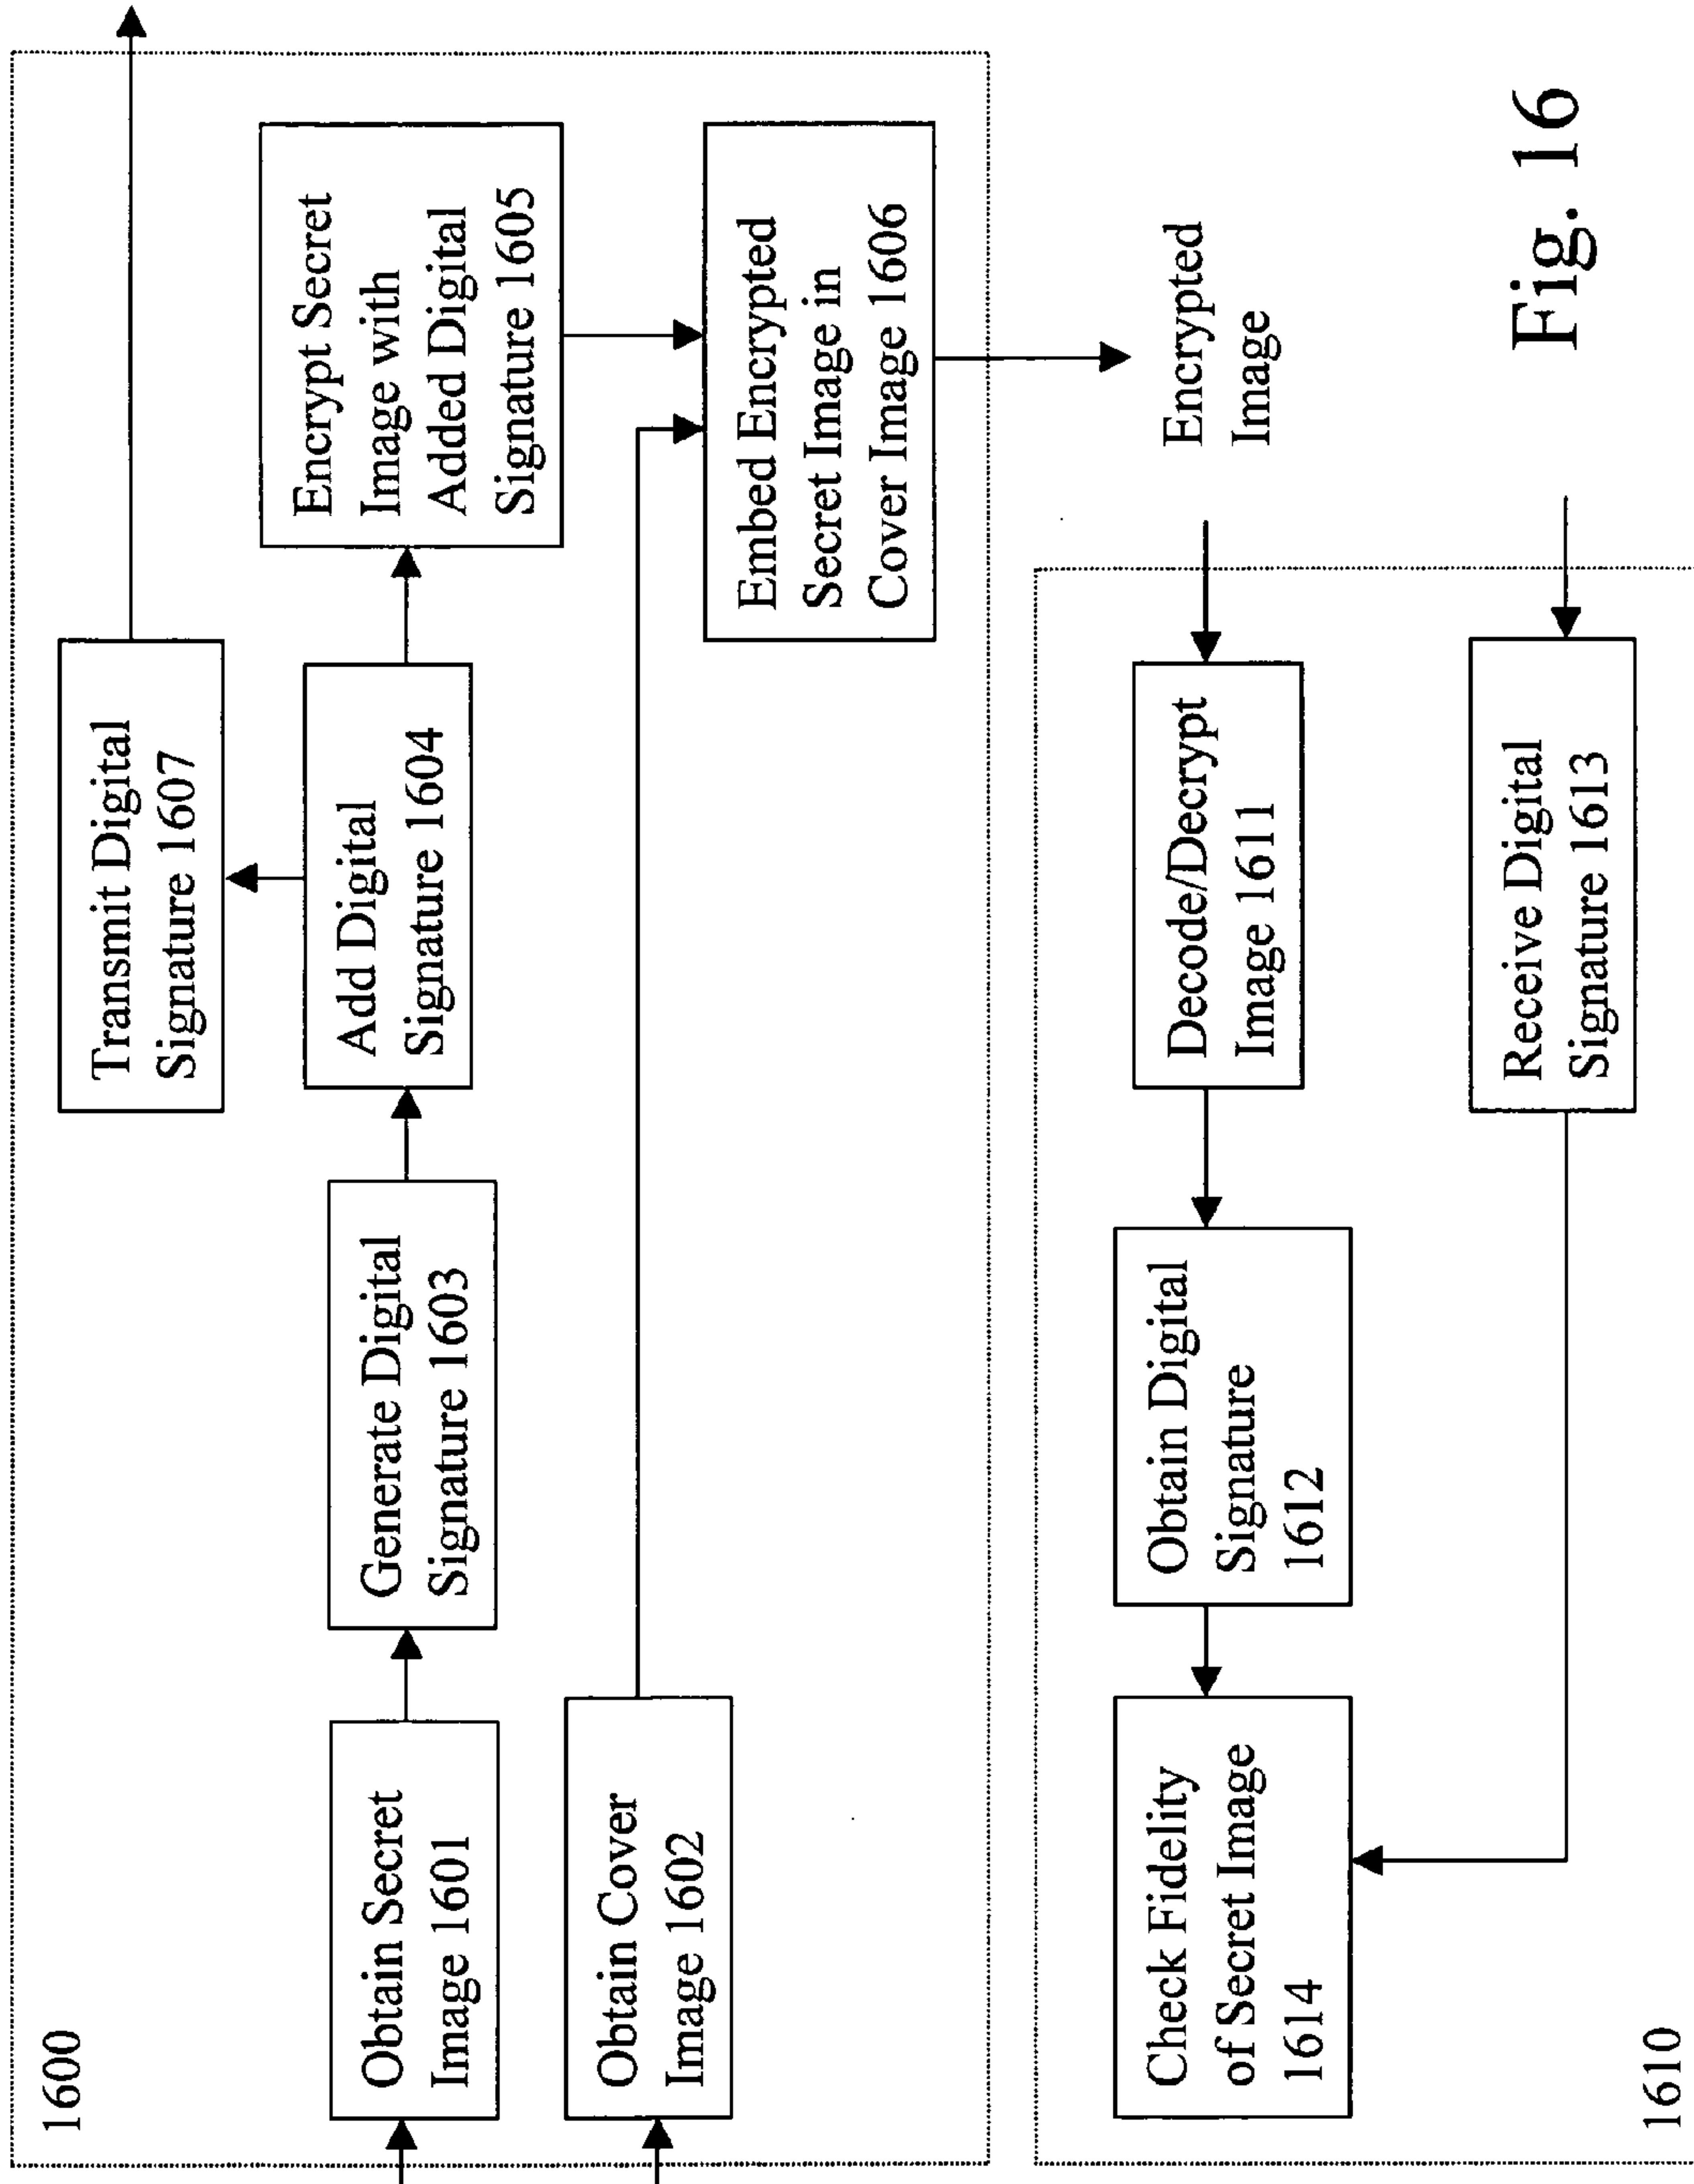 1600
Transmit Digital
Signature 1607
Obtain Secret
Image 1601
Generate Digital
Signature 1603
Add Digital
Signature 1604
Encrypt Secret
Image with
Added Digital
Signature 1605
Obtain Cover
Image 1602
Embed Encrypted
Secret Image in
Cover Image 1606
Encrypted
Image
Check Fidelity
of Secret Image
1614
Obtain Digital
Signature
1612
Decode/Decrypt
Image 1611
Receive Digital
Signature 1613
1610
Fig. 16